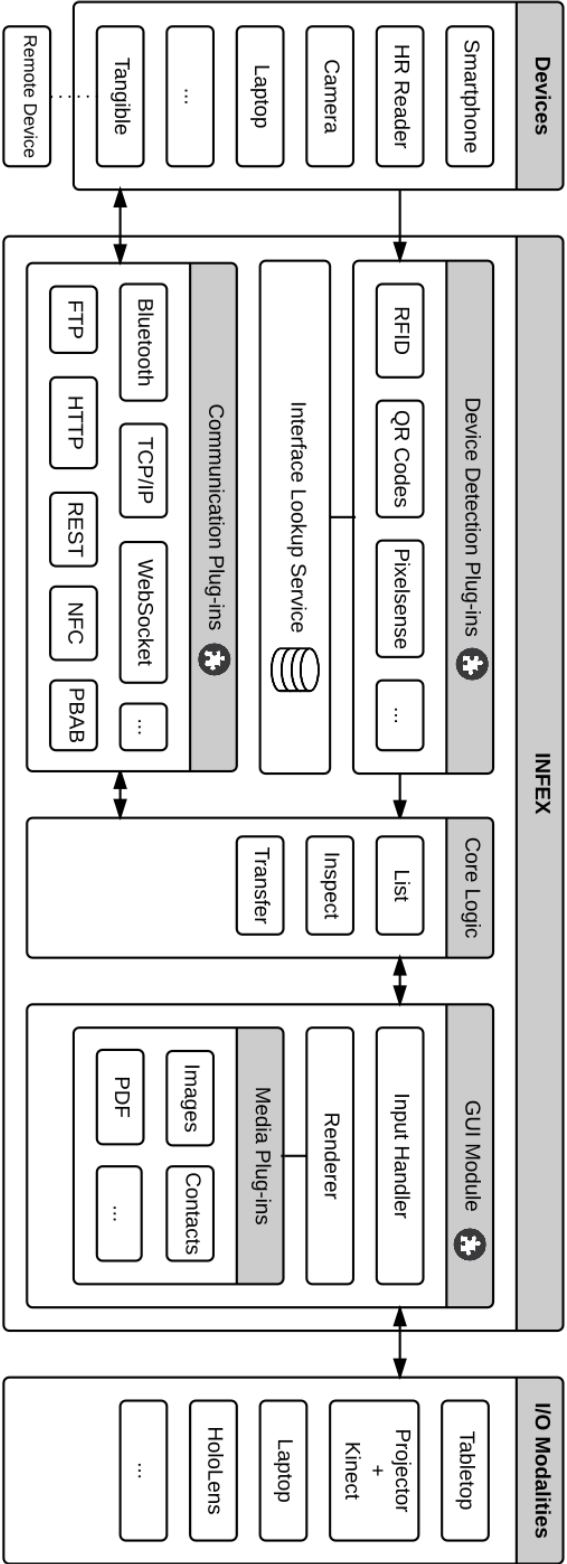 Devices
Smartphone
HR Reader
Camera
Laptop
...
Tangible
Remote Device
INFEX
Device Detection Plug-ins
RFID
QR Codes
Pixelsense
...
Interface Lookup Service
Communication Plug-ins
Bluetooth
TCP/IP
WebSocket
...
FTP
HTTP
REST
NFC
PBAB
Core Logic
List
Inspect
Transfer
GUI Module
Input Handler
Renderer
Media Plug-ins
Images
Contacts
PDF
...
I/O Modalities
Tabletop
Projector
+
Kinect
Laptop
HoloLens
...